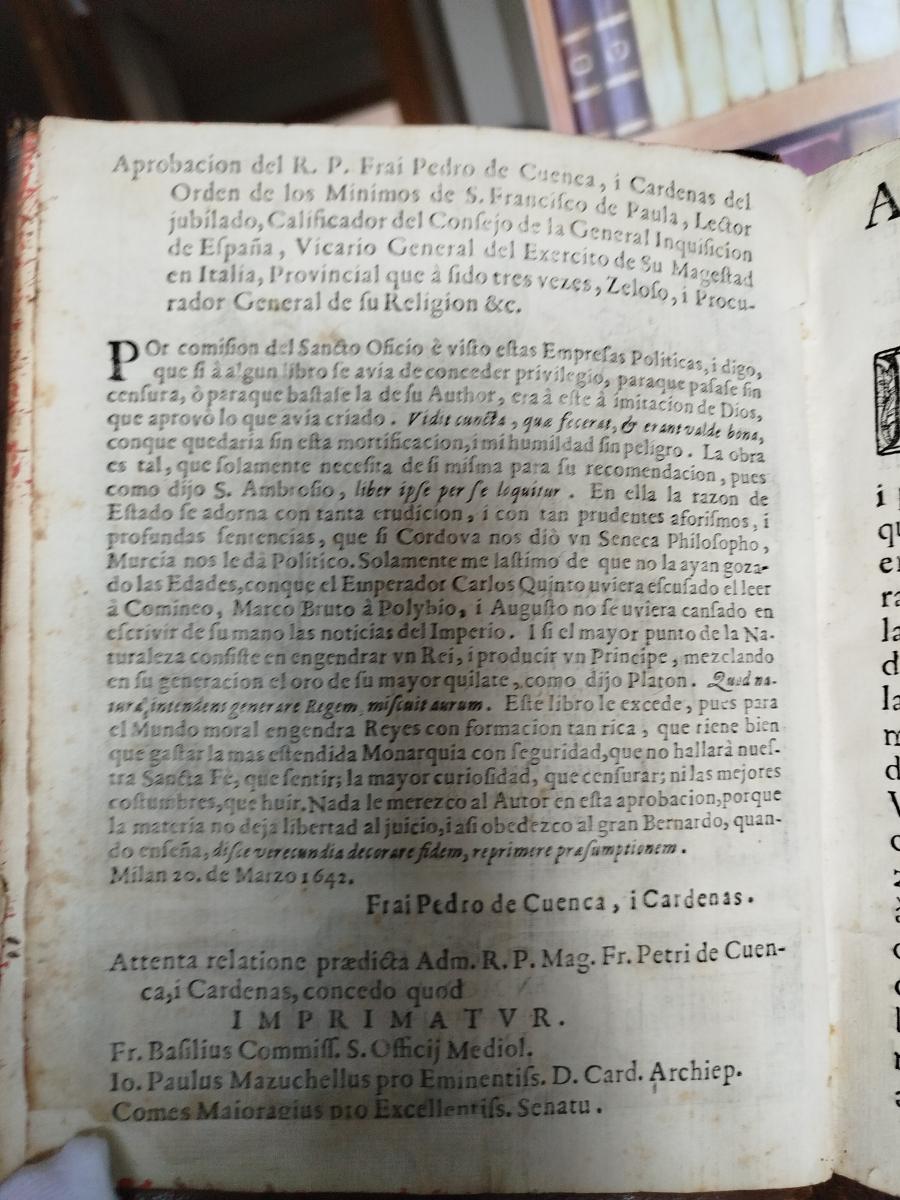 Aprobacion del R. P. Frai Pedro de Cuenca, i Cardenas del
Orden de los Minimos de S. Franciſco de Paula, Lector
jubilado, Calificador del Conſejo de la General Inquiſicion
de Eſpaña, Vicario General del Exercito de Su Mageſtad
en Italia, Provincial que à ſido tres vezes, Zeloſo, i Procu-
rador General de ſu Religion &c.
POr comiſion del Sancto Oficio è viſto eſtas Empreſas Politicas, i digo,
que ſi à algun libro ſe avia de conceder privilegio, paraque paſaſe ſin
cenſura, ò paraque baſtaſe la de ſu Author, era à eſte à imitacion de Dios,
que aprovò lo que avia criado. Vidit cuncta, quæ fecerat, & erant valde bona,
conque quedaria ſin eſta mortificacion, i mi humildad ſin peligro. La obra
es tal, que ſolamente neceſita de ſi miſma para ſu recomendacion, pues
como dijo S. Ambroſio, liber ipſe per ſe loquitur. En ella la razon de
Eſtado ſe adorna con tanta erudicion, i con tan prudentes aforiſmos, i
profundas ſentencias, que ſi Cordova nos diò vn Seneca Philoſopho,
Murcia nos le dà Politico. Solamente me laſtimo de que no la ayan goza-
do las Edades, conque el Emperador Carlos Quinto uviera eſcuſado el leer
à Comineo, Marco Bruto à Polybio, i Auguſto no ſe uviera canſado en
eſcrivir de ſu mano las noticias del Imperio. I ſi el mayor punto de la Na-
turaleza conſiſte en engendrar vn Rei, i producir vn Principe, mezclando
en ſu generacion el oro de ſu mayor quilate, como dijo Platon. Quod na-
tura, intendens generare Regem, miſcuit aurum. Eſte libro le excede, pues para
el Mundo moral engendra Reyes con formacion tan rica, que tiene bien
que gaſtar la mas eſtendida Monarquia con ſeguridad, que no hallarà nueſ-
tra Sancta Fè, que ſentir; la mayor curioſidad, que cenſurar; ni las mejores
coſtumbres, que huir. Nada le merezco al Autor en eſta aprobacion, porque
la materia no deja libertad al juicio, i aſi obedezco al gran Bernardo, quan-
do enſeña, diſce verecundia decorare fidem, reprimere præſumptionem.
Milan 20. de Marzo 1642.
Frai Pedro de Cuenca, i Cardenas.
Attenta relatione prædicta Adm. R. P. Mag. Fr. Petri de Cuen-
ca, i Cardenas, concedo quod
IMPRIMATVR.
Fr. Baſilius Commiſſ. S. Officij Mediol.
Io. Paulus Mazuchellus pro Eminentiſs. D. Card. Archiep.
Comes Maioragius pro Excellentiſs. Senatu.